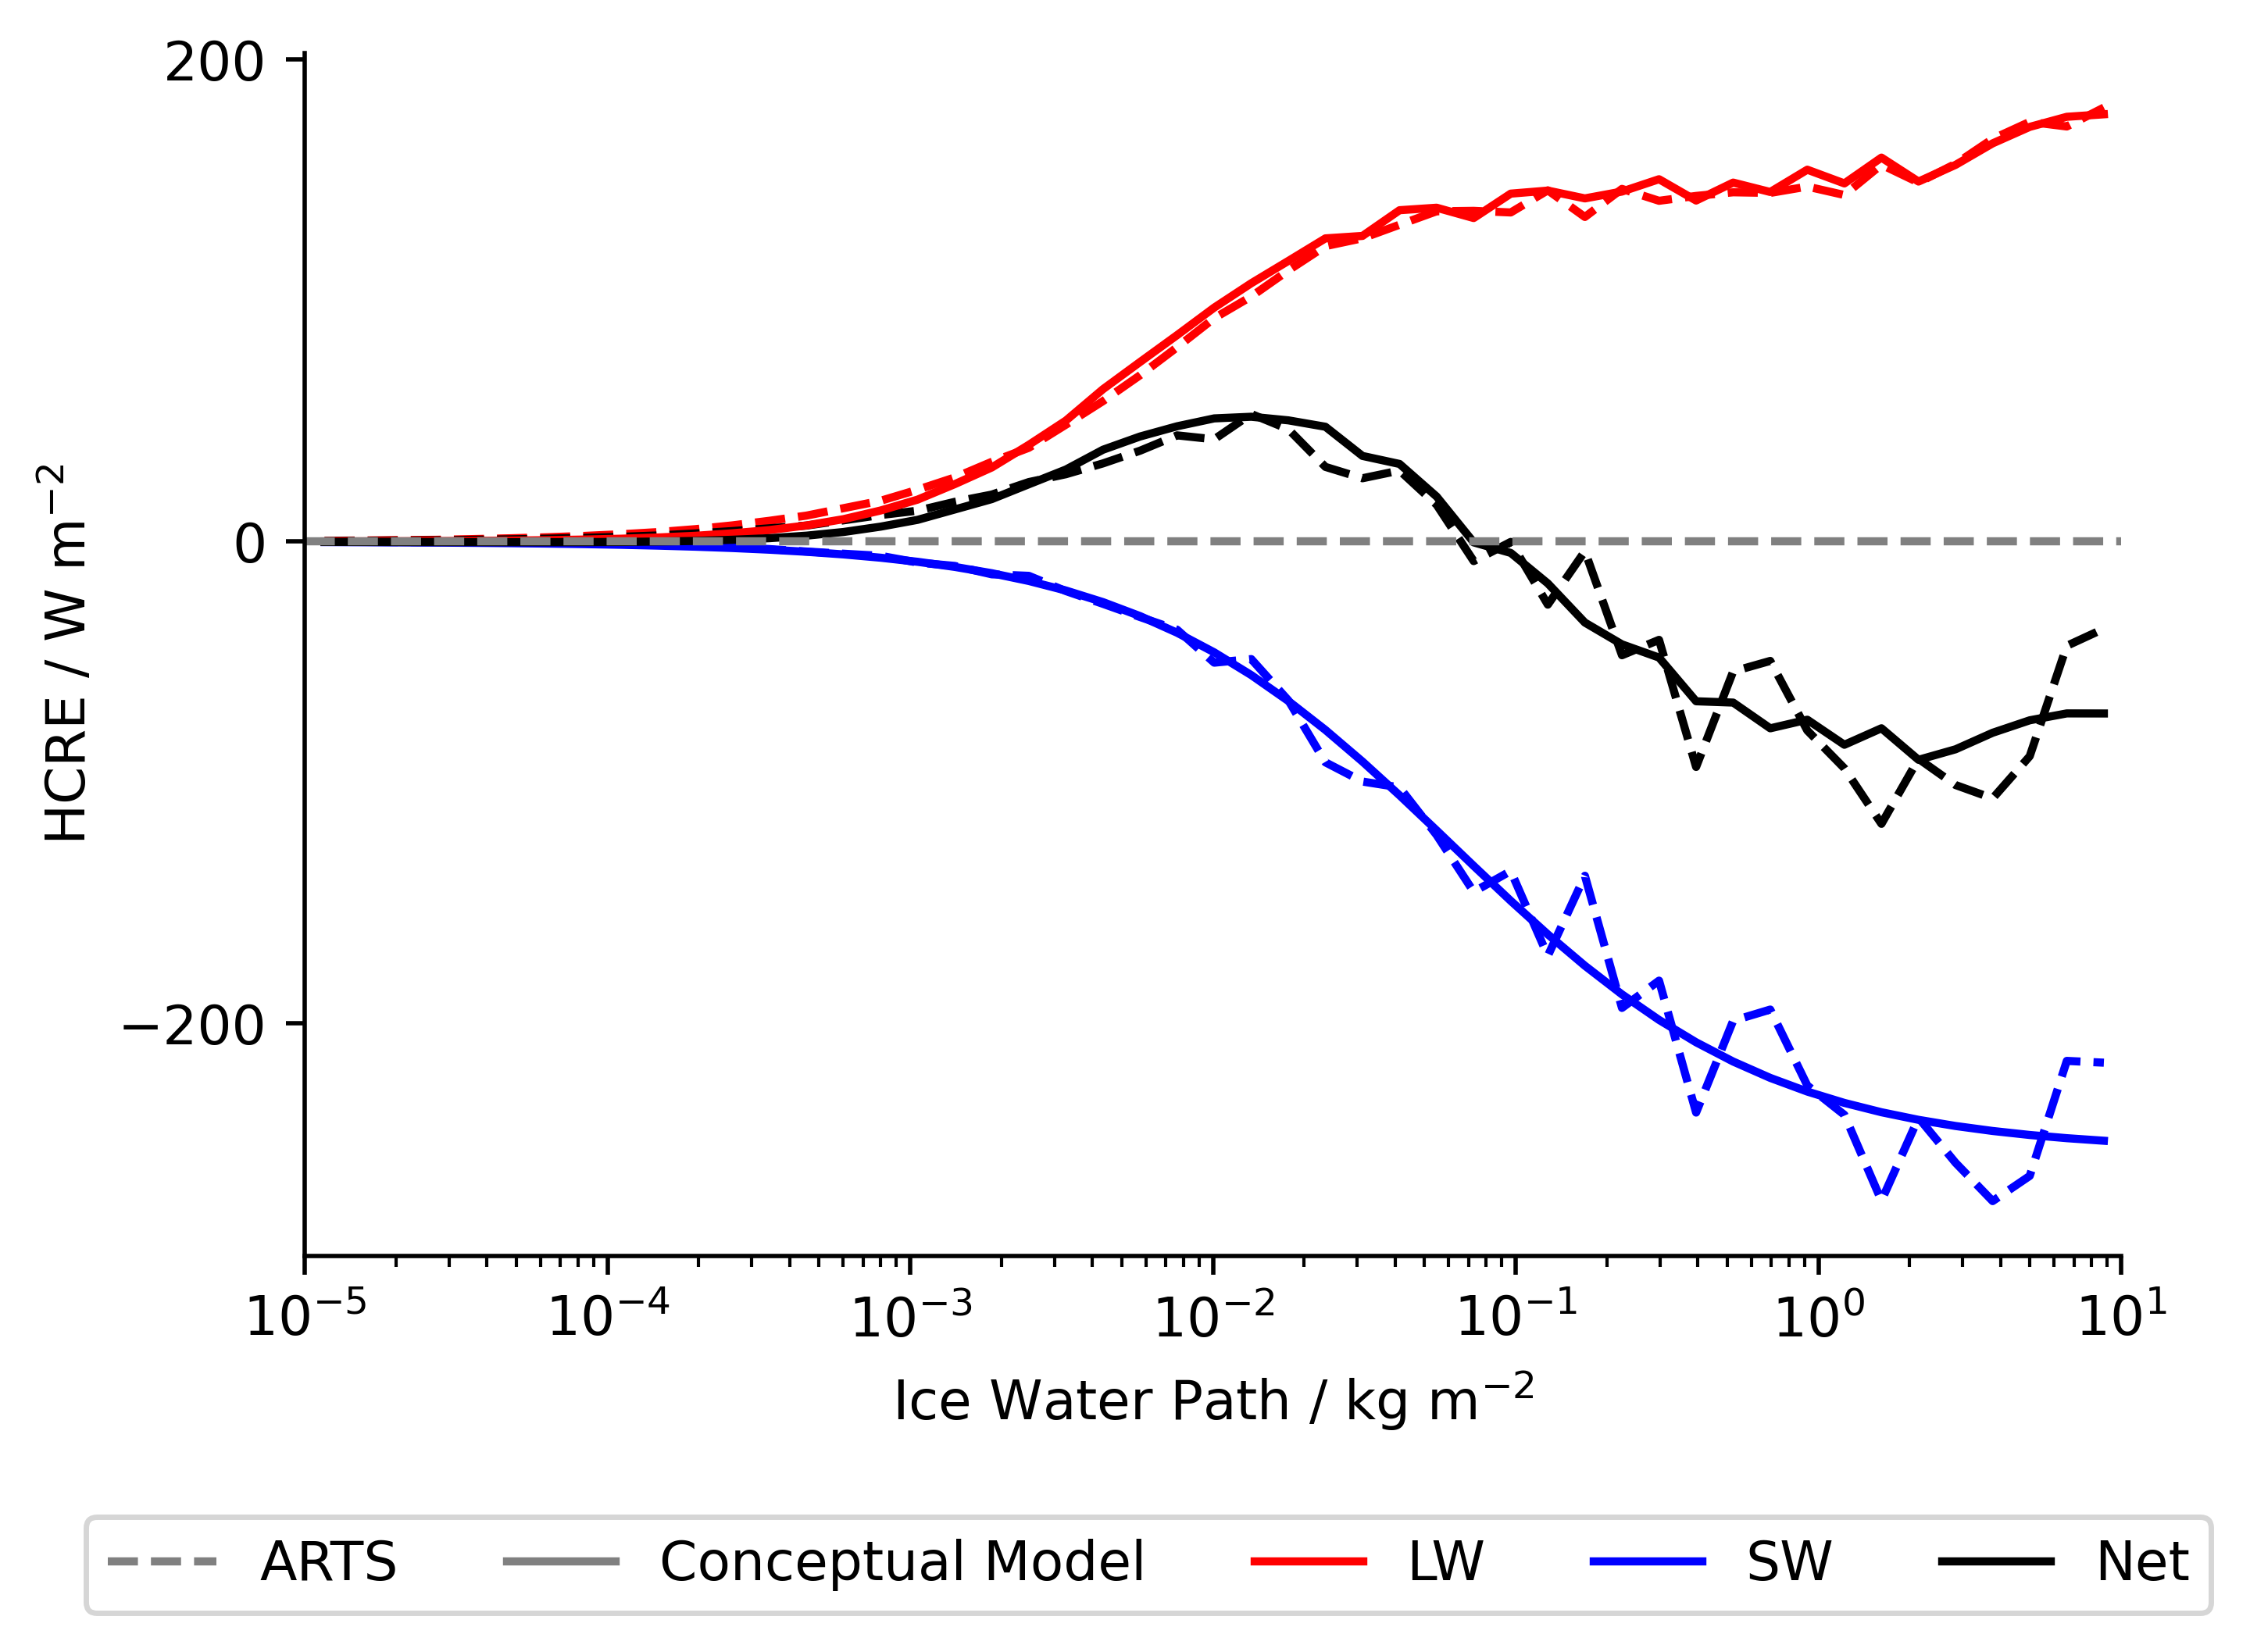 200
0
−200
HCRE / W m⁻²
10⁻⁵ 10⁻⁴ 10⁻³ 10⁻² 10⁻¹ 10⁰ 10¹
Ice Water Path / kg m⁻²
ARTS Conceptual Model LW SW Net